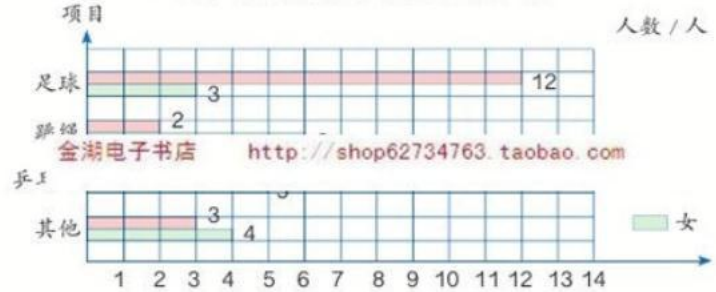 项目
人数 / 人
足球
12
3
2
金湖电子书店 http://shop62734763.taobao.com
其他
3
4
女
1 2 3 4 5 6 7 8 9 10 11 12 13 14